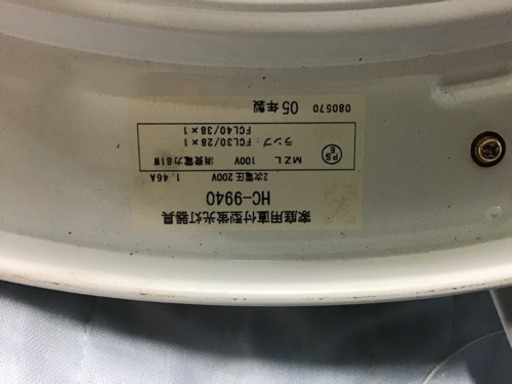 家庭用直付型蛍光灯器具
HC-9940
2次電圧 200V 1.46A
MZL 100V 消費電力81W
ランプ：FCL30/28×1
FCL40/38×1
PS
E
05年製 080570